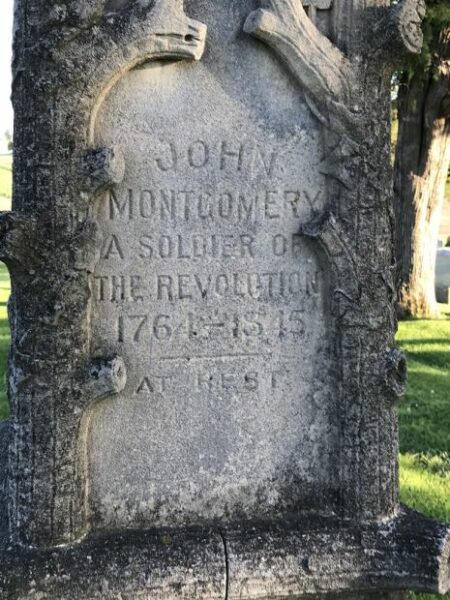 JOHN
MONTGOMERY
A SOLDIER OF
THE REVOLUTION
1764-1845
AT REST.